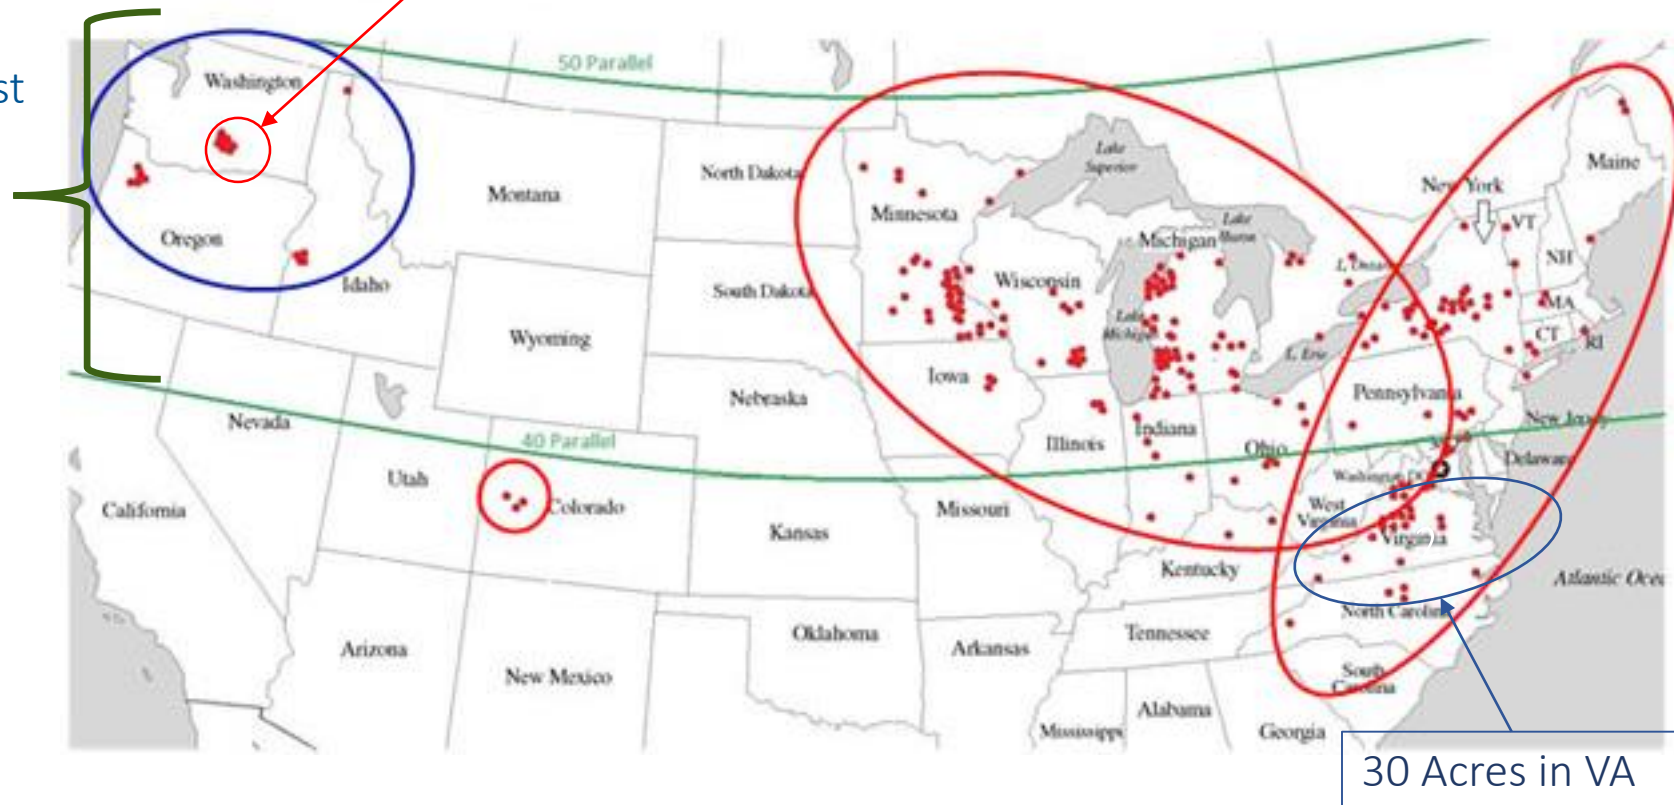 st
50 Parallel
Washington
Lake
Superior
Maine
North Dakota
Montana
New York
Minnesota
VT
Lake
Huron
Michigan
Oregon
NH
L. Ontario
Wisconsin
Idaho
South Dakota
MA
Lake
Michigan
CT
RI
Wyoming
L. Erie
Iowa
Pennsylvania
Nebraska
Nevada
New Jersey
40 Parallel
Illinois
Indiana
Ohio
Delaware
Washington DC
Utah
Colorado
California
Missouri
West
Virginia
Kansas
Virginia
Kentucky
Atlantic Ocea
North Carolina
Oklahoma
Tennessee
Arizona
Arkansas
New Mexico
South
Carolina
Alabama
Mississippi
Georgia
30 Acres in VA